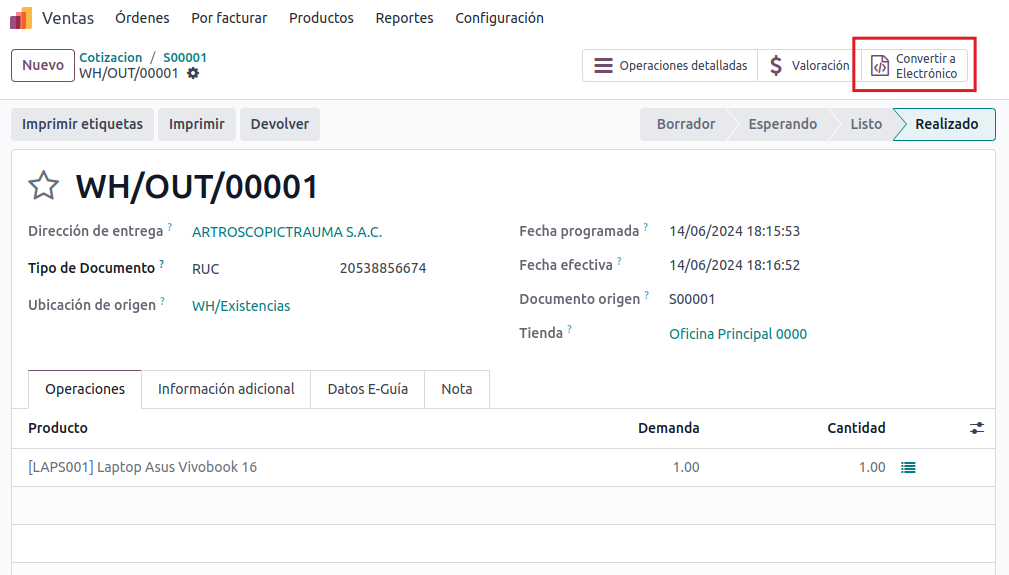 Ventas Órdenes Por facturar Productos Reportes Configuración
Nuevo
Cotizacion / S00001
WH/OUT/00001
Operaciones detalladas
$ Valoración
Convertir a
Electrónico
Imprimir etiquetas Imprimir Devolver Borrador Esperando Listo Realizado
WH/OUT/00001
Dirección de entrega ? ARTROSCOPICTRAUMA S.A.C.
Tipo de Documento ? RUC 20538856674
Ubicación de origen ? WH/Existencias
Fecha programada ? 14/06/2024 18:15:53
Fecha efectiva ? 14/06/2024 18:16:52
Documento origen ? S00001
Tienda ? Oficina Principal 0000
Operaciones Información adicional Datos E-Guía Nota
Producto Demanda Cantidad
[LAPS001] Laptop Asus Vivobook 16 1.00 1.00